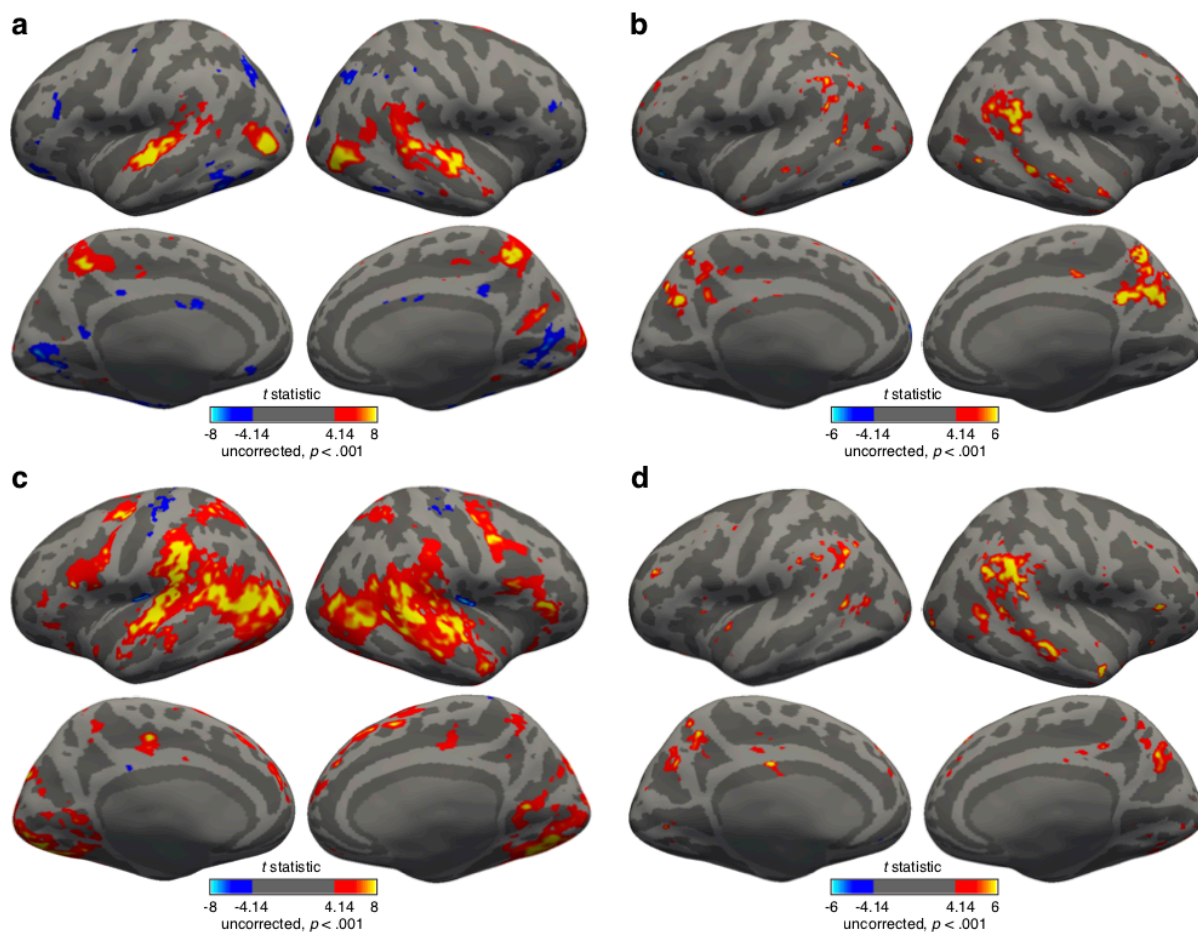 a
b
t statistic
-8 -4.14 4.14 8
uncorrected, p < .001
t statistic
-6 -4.14 4.14 6
uncorrected, p < .001
c
d
t statistic
-8 -4.14 4.14 8
uncorrected, p < .001
t statistic
-6 -4.14 4.14 6
uncorrected, p < .001